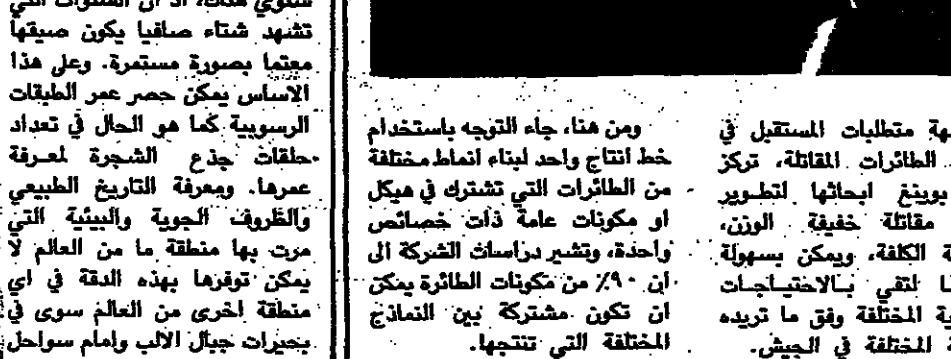 ـهة متطلبات المستقبل في
الطائرات المقاتلة، تركز
بوينغ ابحاثها لتطوير
مقاتلة خفيفة الوزن،
ـة الكلفة، ويمكن بسهولة
ـا لتفي بالاحتياجات
ـية المختلفة وفق ما تريده
المختلفة في الجيش.
ومن هنا، جاء التوجه باستخدام
خط انتاج واحد لبناء انماط مختلفة
من الطائرات التي تشترك في هيكل
او مكونات عامة ذات خصائص
واحدة، وتشير دراسات الشركة الى
ان ٩٠٪ من مكونات الطائرة يمكن
ان تكون مشتركة بين النماذج
المختلفة التي تنتجها.
سنوي هناك، اذ ان السنوات التي
تشهد شتاء صافيا يكون صيفها
معتما بصورة مستمرة. وعلى هذا
الاساس يمكن حصر عمر الطبقات
الرسوبية كما هو الحال في تعداد
حلقات جذع الشجرة لمعرفة
عمرها. ومعرفة التاريخ الطبيعي
والظروف الجوية والبيئية التي
مرت بها منطقة ما من العالم لا
يمكن توفرها بهذه الدقة في اي
منطقة اخرى من العالم سوى في
بحيرات جبال الالب وامام سواحل